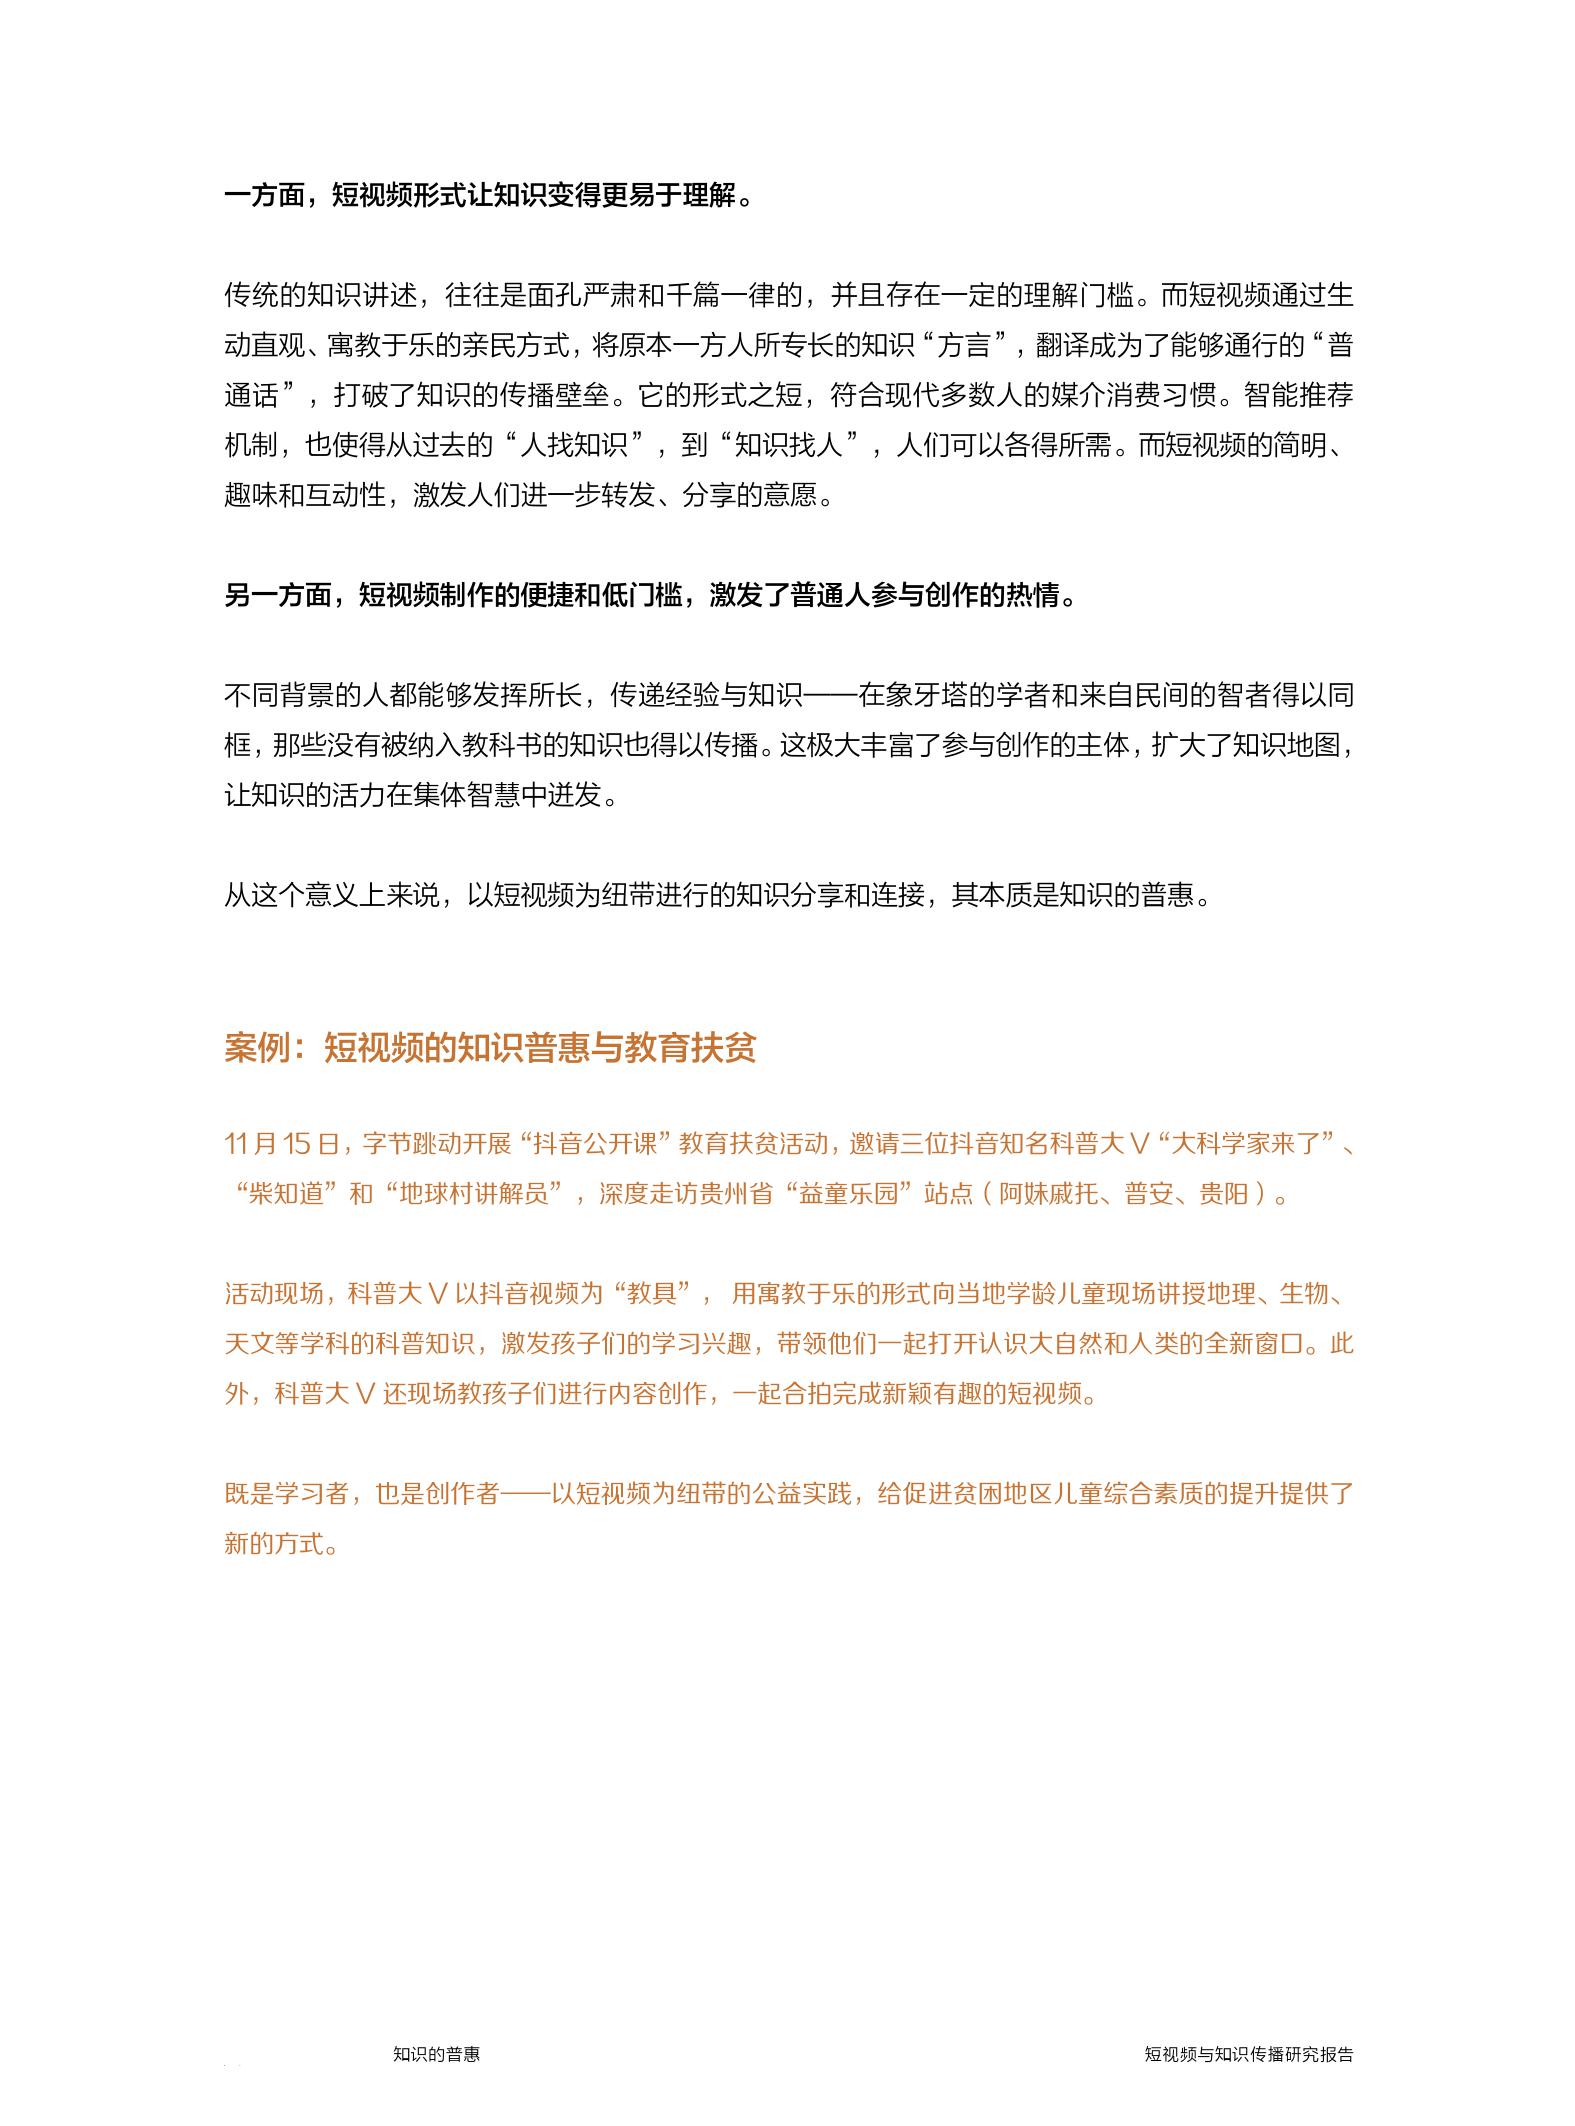 一方面，短视频形式让知识变得更易于理解。
传统的知识讲述，往往是面孔严肃和千篇一律的，并且存在一定的理解门槛。而短视频通过生
动直观、寓教于乐的亲民方式，将原本一方人所专长的知识“方言”，翻译成为了能够通行的“普
通话”，打破了知识的传播壁垒。它的形式之短，符合现代多数人的媒介消费习惯。智能推荐
机制，也使得从过去的“人找知识”，到“知识找人”，人们可以各得所需。而短视频的简明、
趣味和互动性，激发人们进一步转发、分享的意愿。
另一方面，短视频制作的便捷和低门槛，激发了普通人参与创作的热情。
不同背景的人都能够发挥所长，传递经验与知识——在象牙塔的学者和来自民间的智者得以同
框，那些没有被纳入教科书的知识也得以传播。这极大丰富了参与创作的主体，扩大了知识地图，
让知识的活力在集体智慧中迸发。
从这个意义上来说，以短视频为纽带进行的知识分享和连接，其本质是知识的普惠。
案例：短视频的知识普惠与教育扶贫
11月15日，字节跳动开展“抖音公开课”教育扶贫活动，邀请三位抖音知名科普大V“大科学家来了”、
“柴知道”和“地球村讲解员”，深度走访贵州省“益童乐园”站点（阿妹戚托、普安、贵阳）。
活动现场，科普大V以抖音视频为“教具”，用寓教于乐的形式向当地学龄儿童现场讲授地理、生物、
天文等学科的科普知识，激发孩子们的学习兴趣，带领他们一起打开认识大自然和人类的全新窗口。此
外，科普大V还现场教孩子们进行内容创作，一起合拍完成新颖有趣的短视频。
既是学习者，也是创作者——以短视频为纽带的公益实践，给促进贫困地区儿童综合素质的提升提供了
新的方式。
知识的普惠
短视频与知识传播研究报告